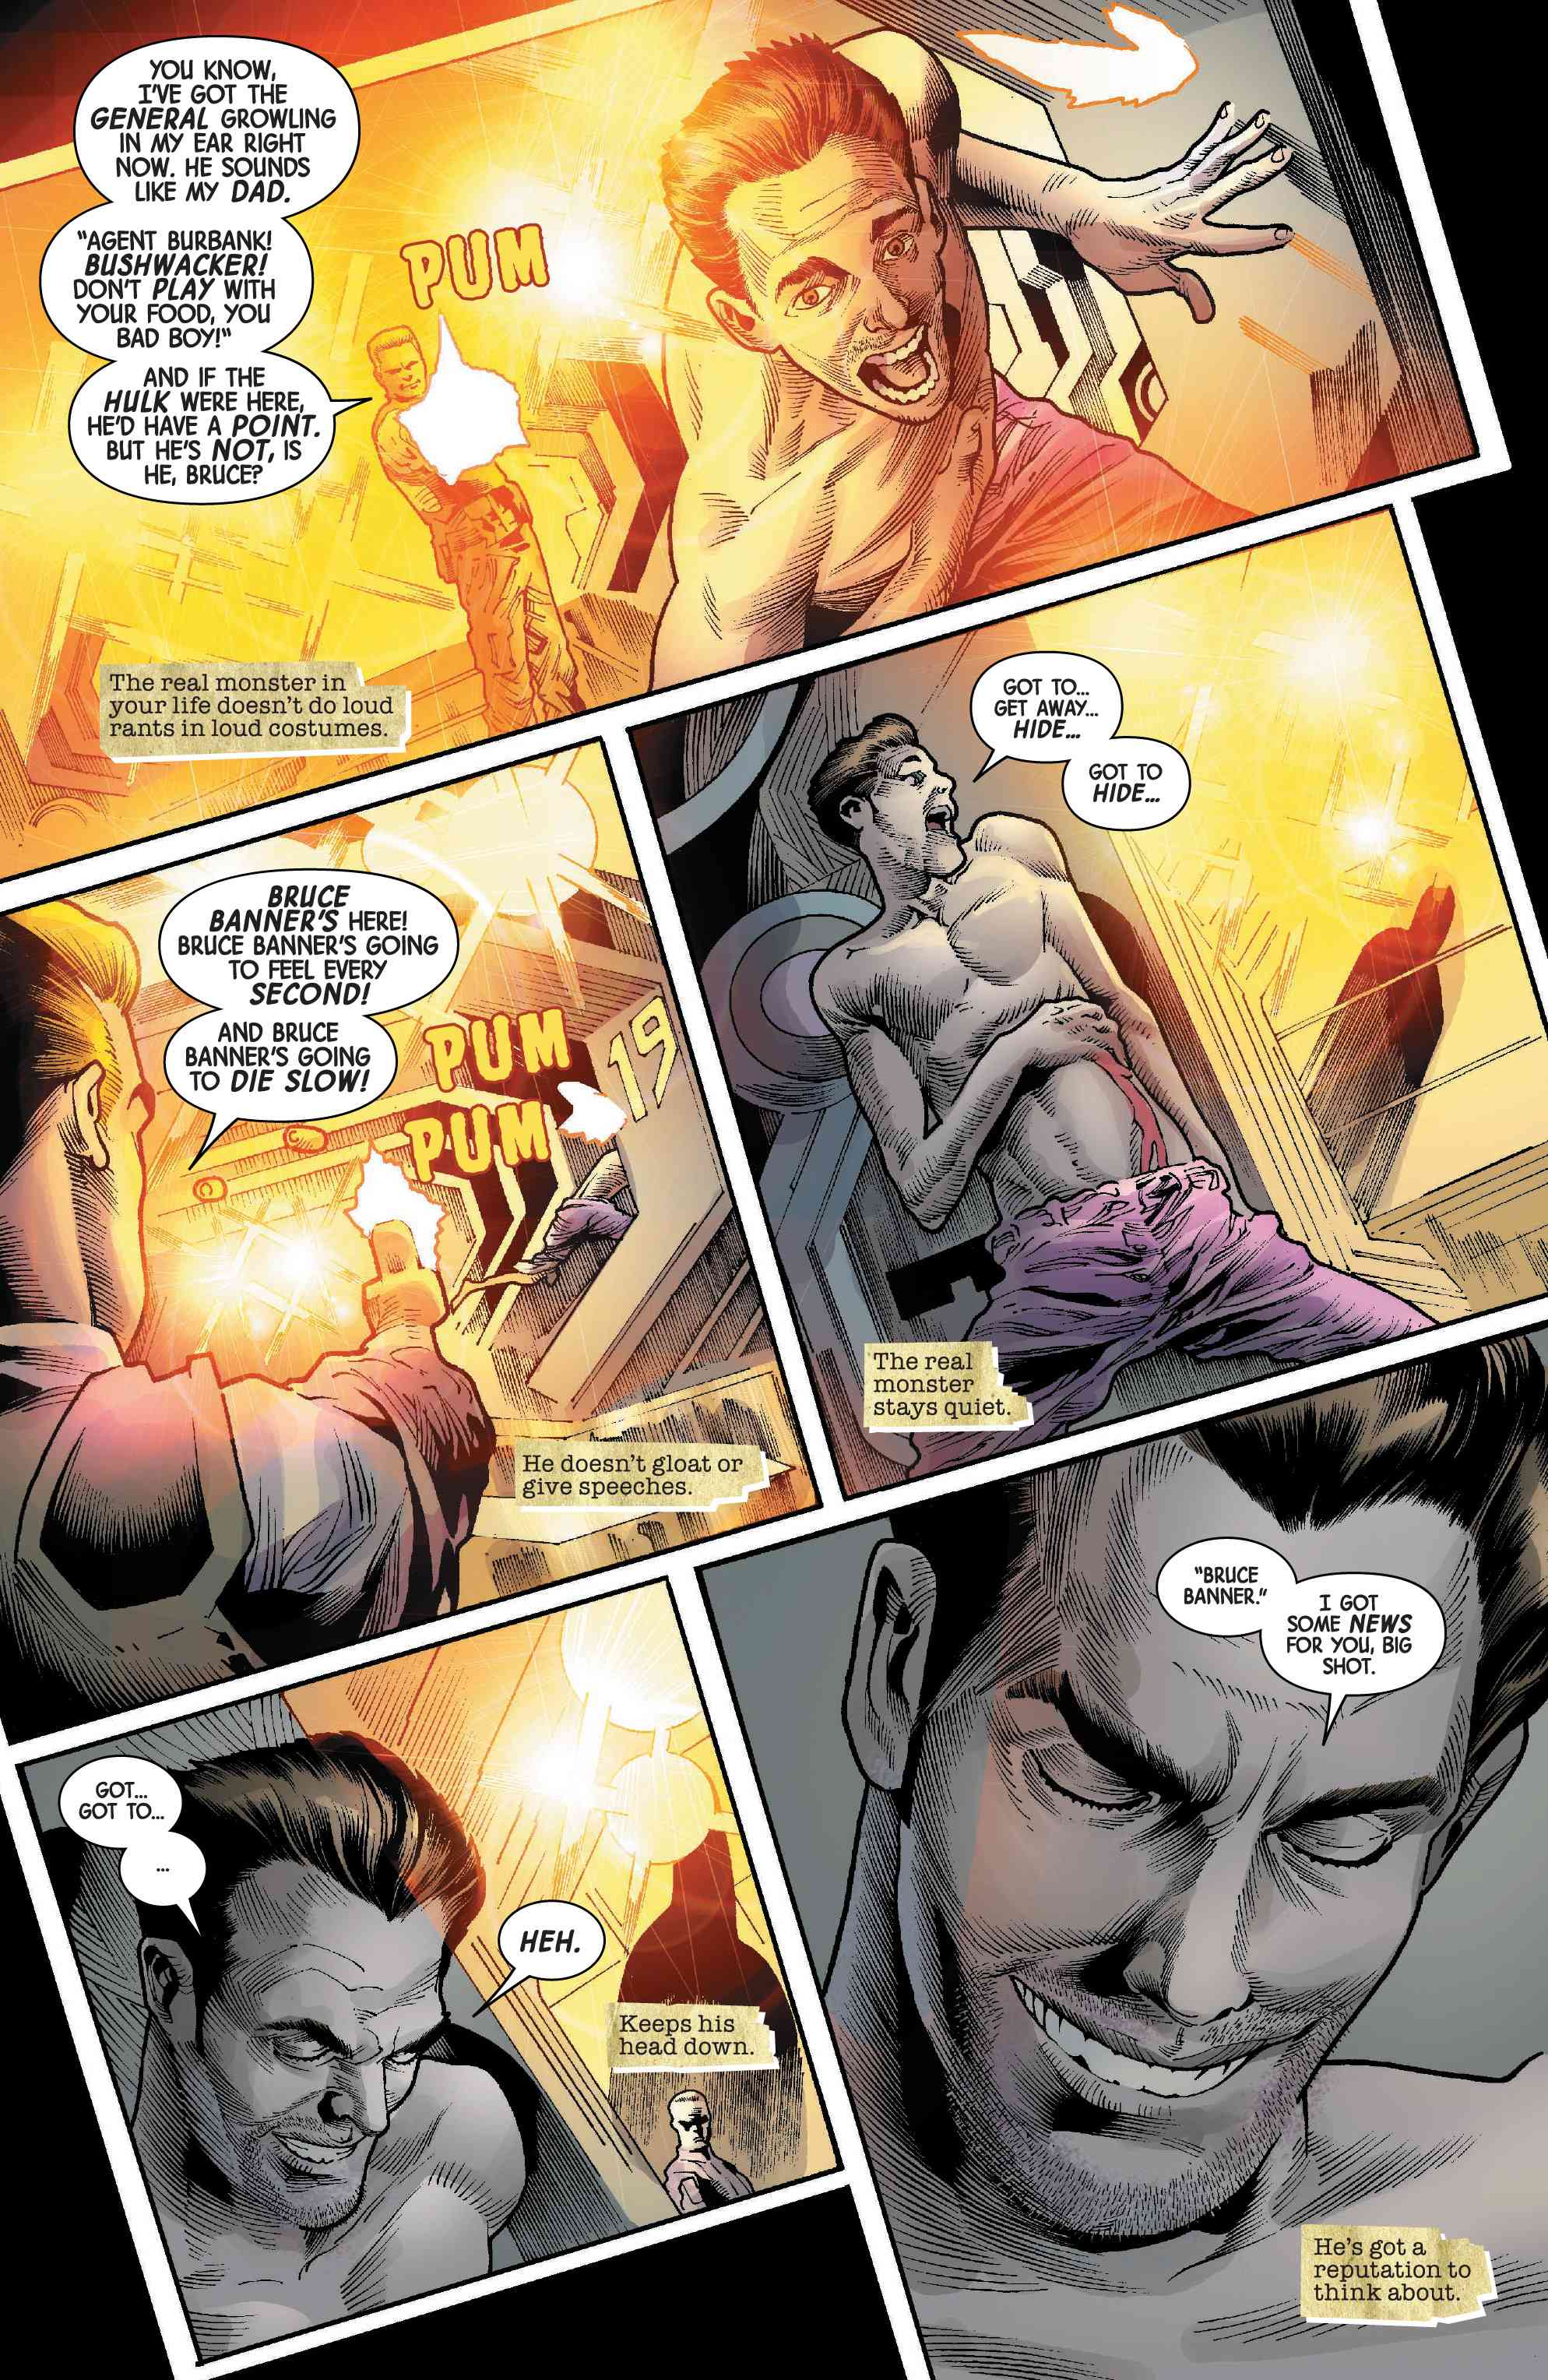 YOU KNOW,
I'VE GOT THE
GENERAL GROWLING
IN MY EAR RIGHT
NOW. HE SOUNDS
LIKE MY DAD.
"AGENT BURBANK!
BUSHWACKER!
DON'T PLAY WITH
YOUR FOOD, YOU
BAD BOY!"
AND IF THE
HULK WERE HERE,
HE'D HAVE A POINT.
BUT HE'S NOT, IS
HE, BRUCE?
PUM
The real monster in
your life doesn't do loud
rants in loud costumes.
BRUCE
BANNER'S HERE!
BRUCE BANNER'S GOING
TO FEEL EVERY
SECOND!
AND BRUCE
BANNER'S GOING
TO DIE SLOW!
PUM
PUM
19
He doesn't gloat or
give speeches.
GOT TO...
GET AWAY...
HIDE...
GOT TO
HIDE...
The real
monster
stays quiet.
GOT...
GOT TO...
...
HEH.
Keeps his
head down.
"BRUCE
BANNER."
I GOT
SOME NEWS
FOR YOU, BIG
SHOT.
He's got a
reputation to
think about.